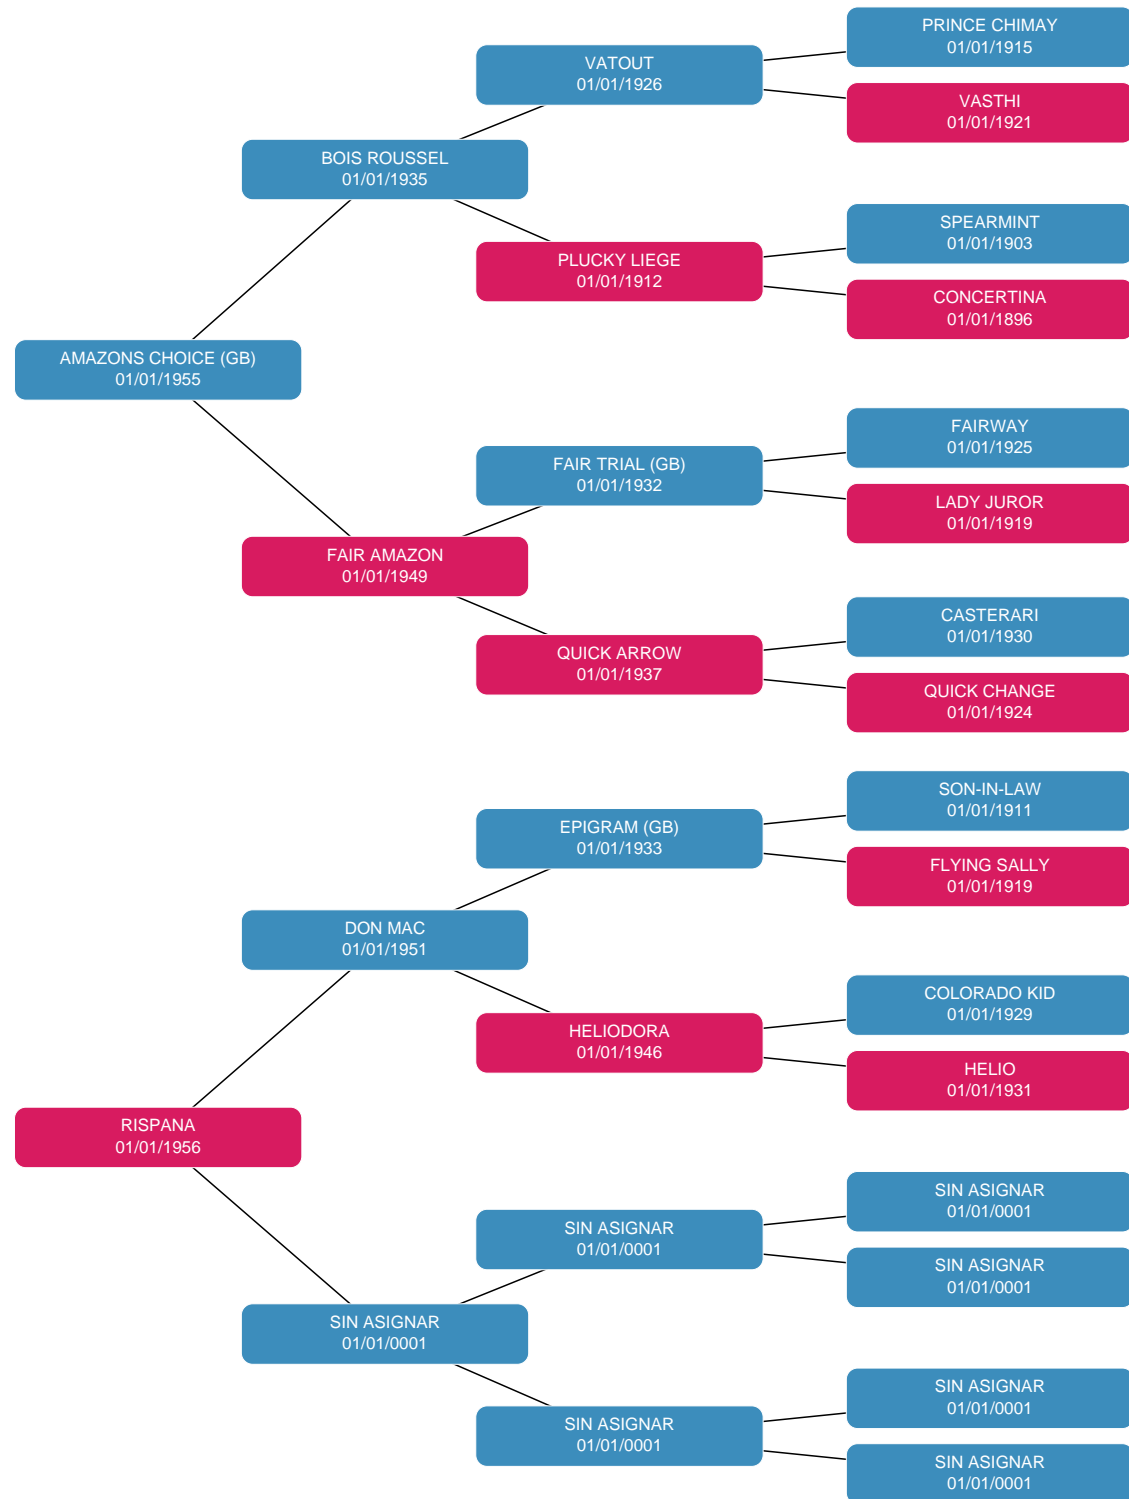 PRINCE CHIMAY
01/01/1915
VATOUT
01/01/1926
VASTHI
01/01/1921
BOIS ROUSSEL
01/01/1935
SPEARMINT
01/01/1903
PLUCKY LIEGE
01/01/1912
CONCERTINA
01/01/1896
AMAZONS CHOICE (GB)
01/01/1955
FAIRWAY
01/01/1925
FAIR TRIAL (GB)
01/01/1932
LADY JUROR
01/01/1919
FAIR AMAZON
01/01/1949
CASTERARI
01/01/1930
QUICK ARROW
01/01/1937
QUICK CHANGE
01/01/1924
SON-IN-LAW
01/01/1911
EPIGRAM (GB)
01/01/1933
FLYING SALLY
01/01/1919
DON MAC
01/01/1951
COLORADO KID
01/01/1929
HELIODORA
01/01/1946
HELIO
01/01/1931
RISPANA
01/01/1956
SIN ASIGNAR
01/01/0001
SIN ASIGNAR
01/01/0001
SIN ASIGNAR
01/01/0001
SIN ASIGNAR
01/01/0001
SIN ASIGNAR
01/01/0001
SIN ASIGNAR
01/01/0001
SIN ASIGNAR
01/01/0001